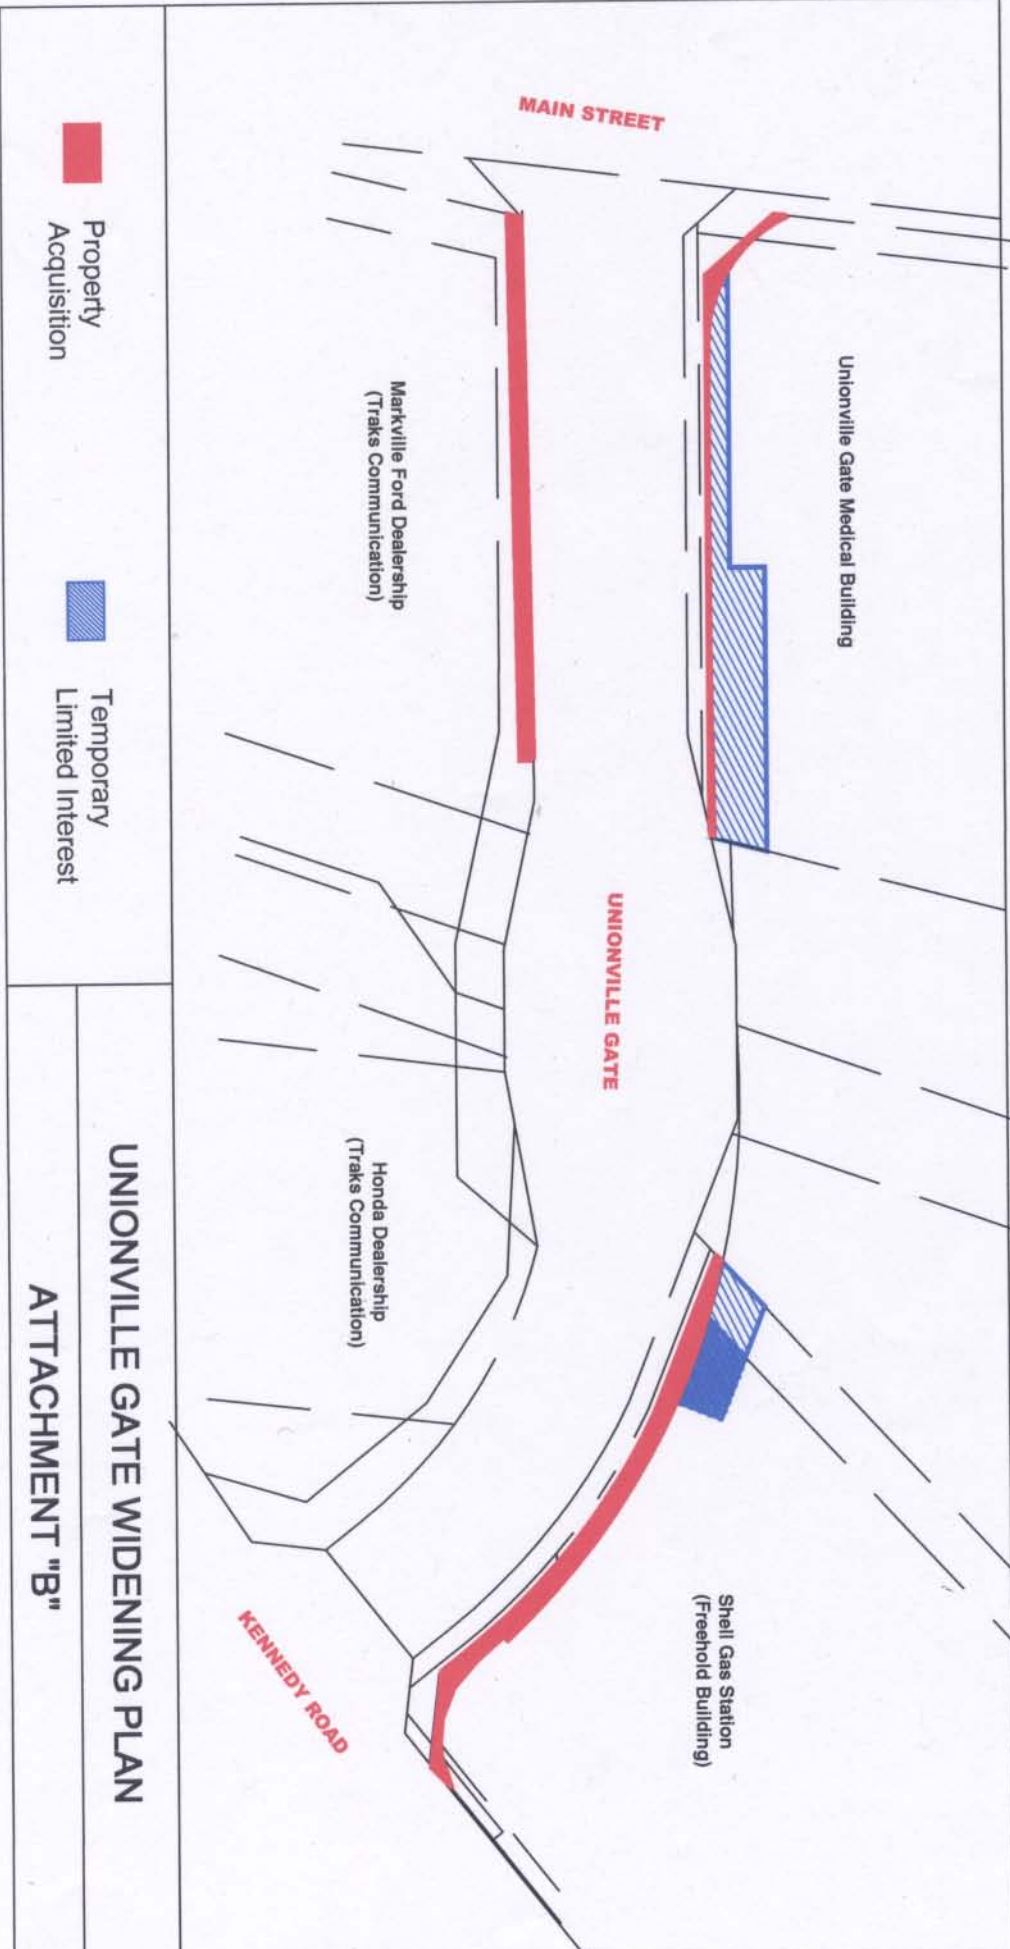 MAIN STREET
Unionville Gate Medical Building
Markville Ford Dealership
(Traks Communication)
UNIONVILLE GATE
Honda Dealership
(Traks Communication)
Shell Gas Station
(Freehold Building)
KENNEDY ROAD
Property
Acquisition
Temporary
Limited Interest
UNIONVILLE GATE WIDENING PLAN
ATTACHMENT "B"